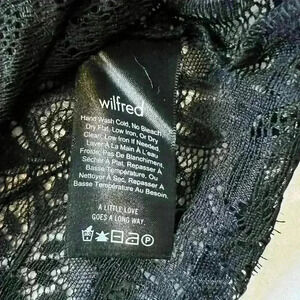 wilfred
Hand Wash Cold, No Bleach,
Dry Flat, Low Iron, Or Dry
Clean, Low Iron If Needed.
Laver À La Main À L'eau
Froide, Pas De Blanchiment,
Sécher À Plat, Repasser À
Basse Température, Ou
Nettoyer À Sec, Repasser À
Basse Température Au Besoin.
A LITTLE LOVE
GOES A LONG WAY.